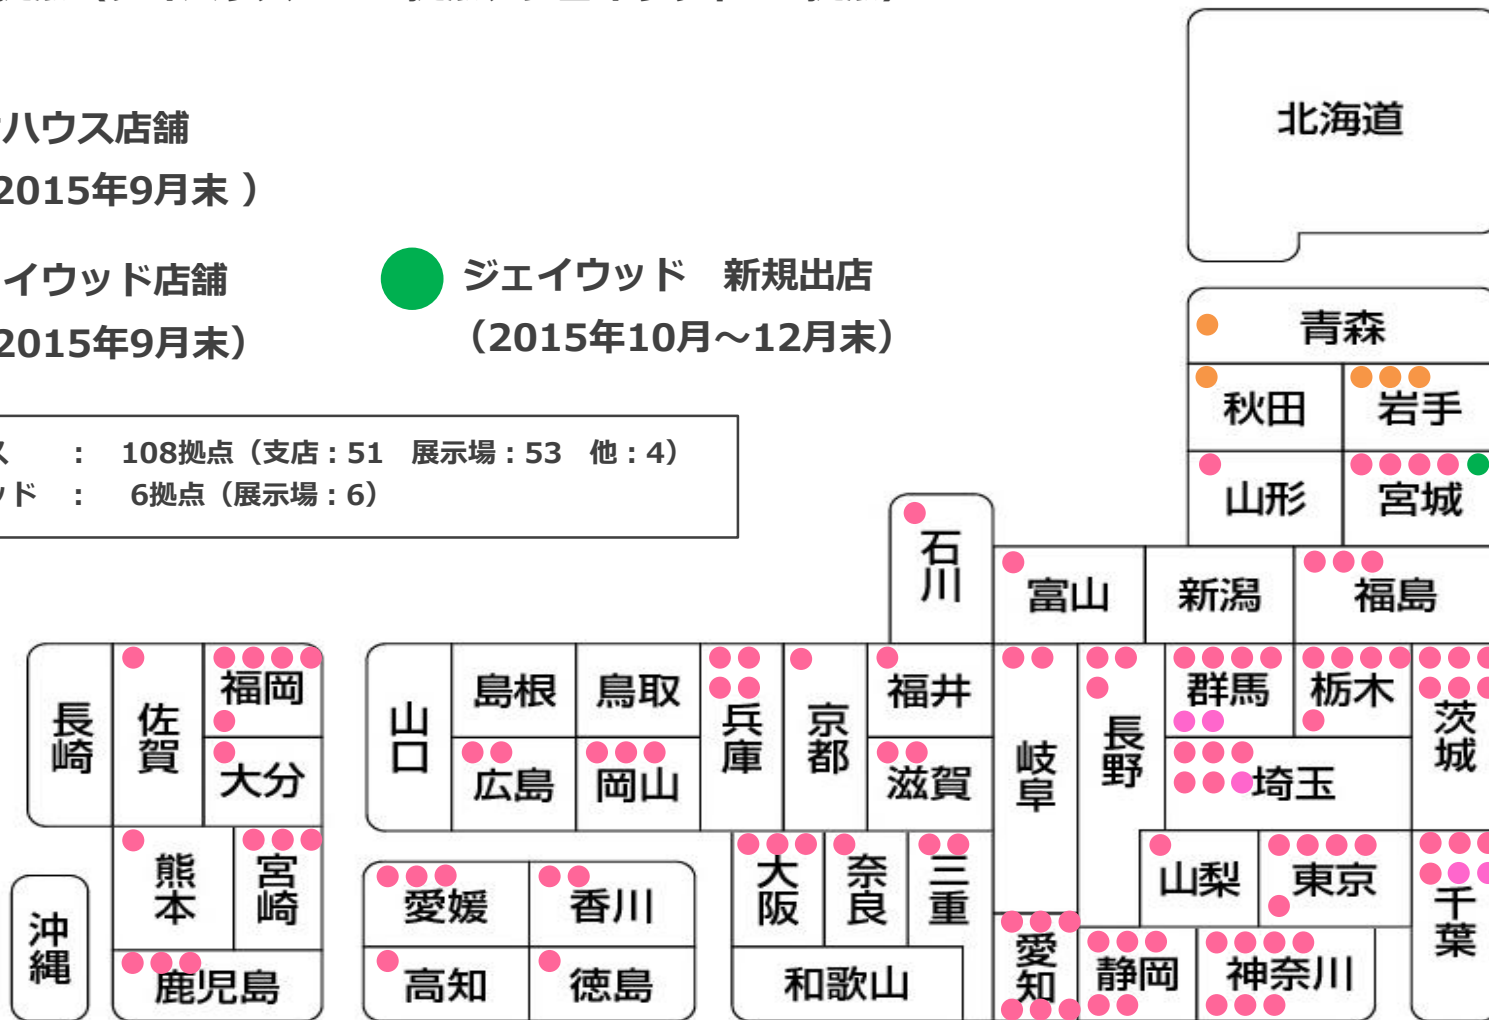 ハウス店舗
2015年9月末 ）
イウッド店舗
2015年9月末）
ジェイウッド　新規出店
（2015年10月～12月末）
ス　：　108拠点（支店：51　展示場：53　他：4）
ッド　：　6拠点（展示場：6）
北海道
青森
秋田
岩手
山形
宮城
石川
富山
新潟
福島
長崎
佐賀
福岡
大分
熊本
宮崎
鹿児島
沖縄
山口
島根
鳥取
広島
岡山
兵庫
京都
福井
滋賀
岐阜
長野
群馬
栃木
茨城
埼玉
山梨
東京
千葉
愛媛
香川
高知
徳島
大阪
奈良
三重
和歌山
愛知
静岡
神奈川